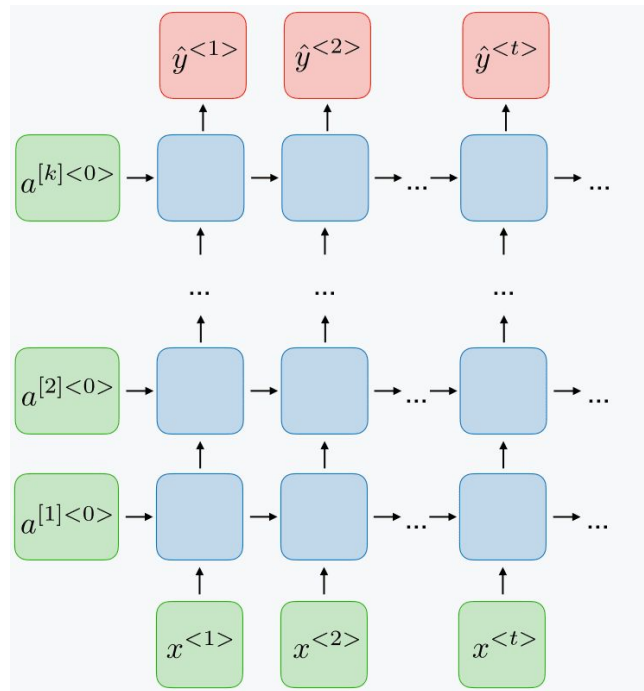 ŷ<1> ŷ<2> ŷ<t>
a[k]<0> ... ...
... ... ...
a[2]<0> ... ...
a[1]<0> ... ...
x<1> x<2> x<t>